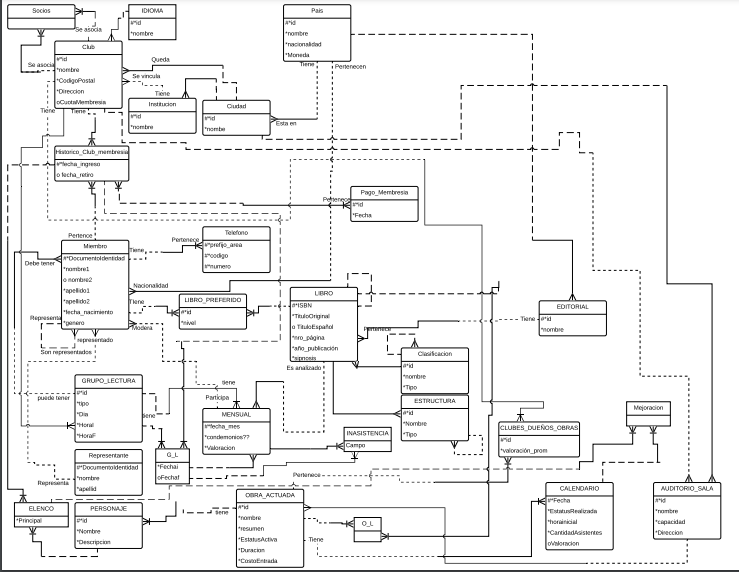 Socios
IDIOMA
#*id
*nombre
Pais
#*id
*nombre
*nacionalidad
*Moneda
Se asocia
Club
#*id
*nombre
*CodigoPostal
*Direccion
oCuotaMembresia
Se asocia
Queda
Se vincula
Tiene
Tiene
Pertenecen
Institucion
#*id
*nombre
Ciudad
#*id
*nombe
Esta en
Tiene
Tiene
Historico_Club_membresia
#*fecha_ingreso
o fecha_retiro
Pago_Membresia
#*id
*Fecha
Pertenece
Pertence
Miembro
#*DocumentoIdentidad
*nombre1
o nombre2
*apellido1
*apellido2
*fecha_nacimiento
*genero
Debe tener
Tiene
Pertenece
Telefono
#*prefijo_area
#*codigo
#*numero
Nacionalidad
TIene
LIBRO_PREFERIDO
#*id
*nivel
LIBRO
#*ISBN
*TituloOriginal
o TituloEspañol
*nro_página
*año_publicación
*sipnosis
EDITORIAL
#*id
*nombre
Tiene
Representa
Modera
representado
Son representados
Pertenece
Es analizado
Clasificacion
#*id
*nombre
*Tipo
GRUPO_LECTURA
#*id
*tipo
*Dia
*HoraI
*HoraF
puede tener
tiene
Participa
tiene
MENSUAL
#*fecha_mes
*condemonios??
*Valoracion
ESTRUCTURA
#*id
*Nombre
*Tipo
Mejoracion
CLUBES_DUEÑOS_OBRAS
#*id
*valoración_prom
INASISTENCIA
Campo
Representante
#*DocumentoIdentidad
*nombre
*apellid
Representa
G_L
*Fechai
oFechaf
Pertenece
ELENCO
*Principal
PERSONAJE
#*id
*Nombre
*Descripcion
tiene
OBRA_ACTUADA
#*id
*nombre
*resumen
*EstatusActiva
*Duracion
*CostoEntrada
O_L
Tiene
CALENDARIO
#*Fecha
*EstatusRealizada
*horainicial
*CantidadAsistentes
oValoracion
AUDITORIO_SALA
#*id
*nombre
*capacidad
*Direccion